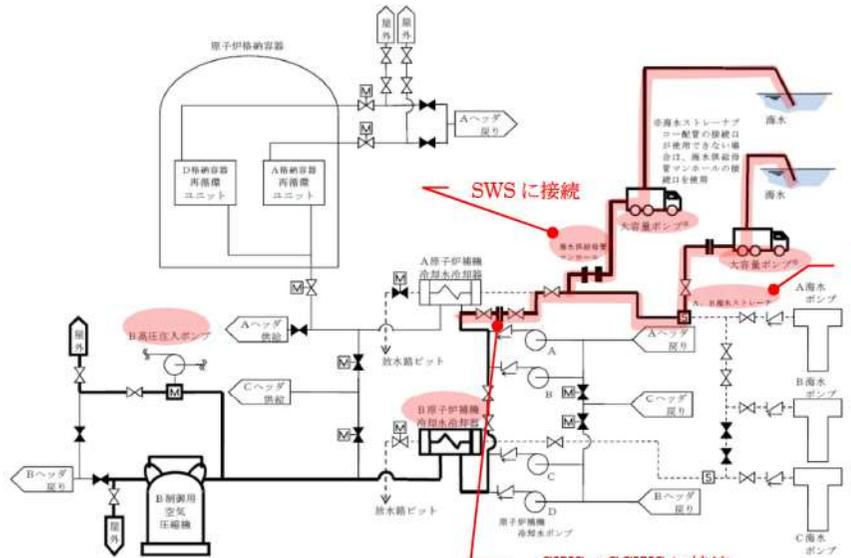 原子炉格納容器
屋外
屋外
Aヘッダ
戻り
D格納容器
再循環
ユニット
A格納容器
再循環
ユニット
※海水ストレーナブ
ロー配管の接続口
が使用できない場
合は、海水供給母
管マンホールの接
続口を使用
海水
海水
大容量ポンプ※
大容量ポンプ※
SWSに接続
海水供給母管
マンホール
A、B海水ストレーナ
A海水
ポンプ
B海水
ポンプ
C海水
ポンプ
A原子炉補機
冷却水冷却器
放水路ピット
Aヘッダ
供給
Cヘッダ
供給
B高圧注入ポンプ
屋外
M
M
M
M
M
M
M
M
M
M
S
S
A
B
C
D
Aヘッダ
戻り
Cヘッダ
戻り
Bヘッダ
戻り
B原子炉補機
冷却水冷却器
放水路ピット
原子炉補機
冷却水ポンプ
Bヘッダ
戻り
屋外
B制御用
空気
圧縮機